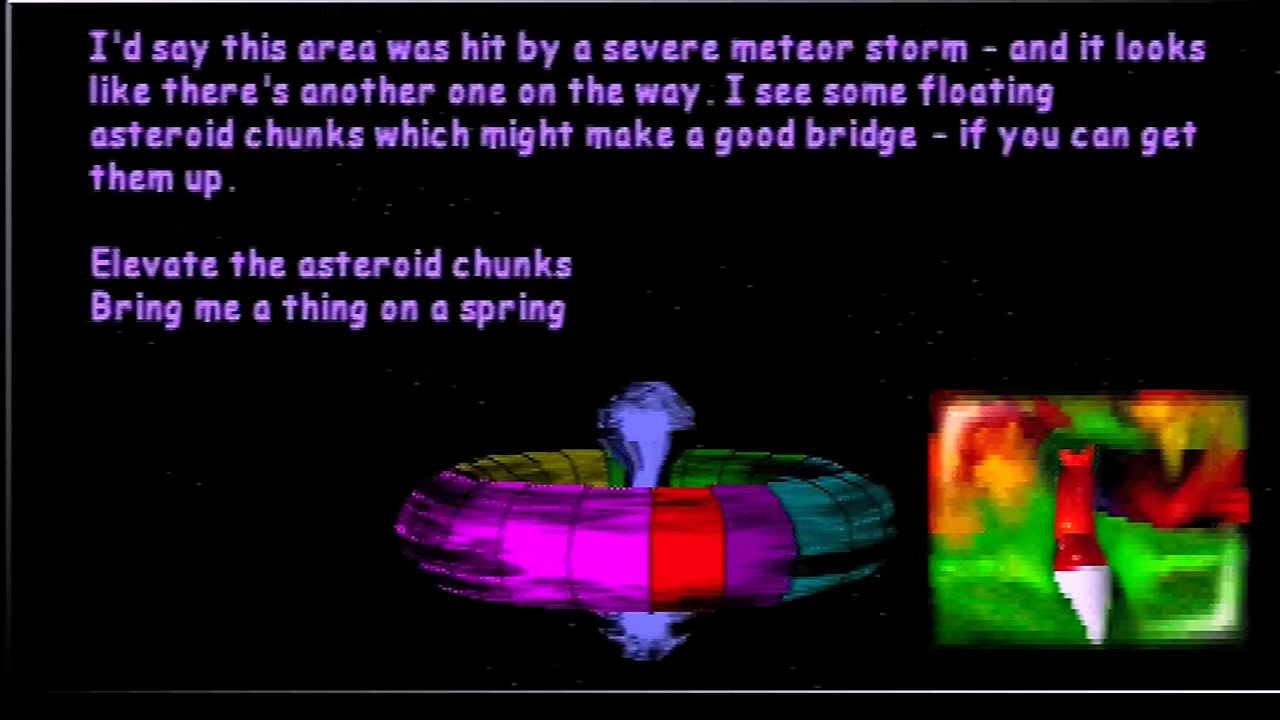 I'd say this area was hit by a severe meteor storm - and it looks
like there's another one on the way. I see some floating
asteroid chunks which might make a good bridge - if you can get
them up.
Elevate the asteroid chunks
Bring me a thing on a spring